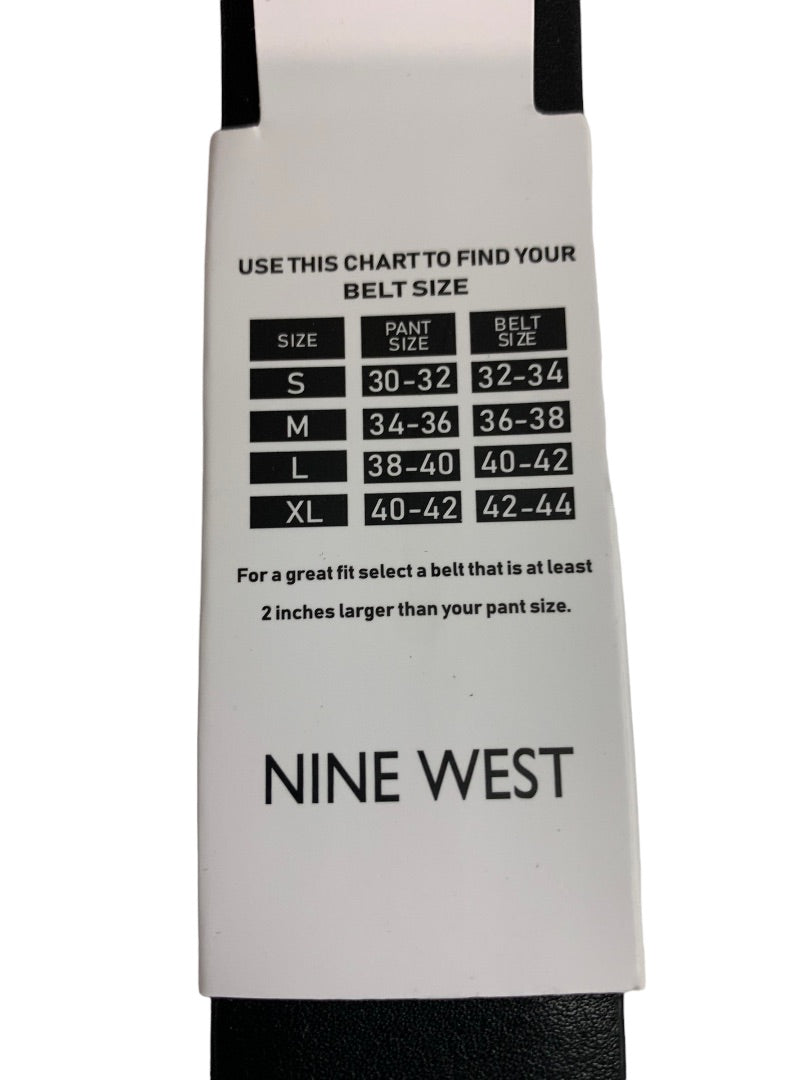 USE THIS CHART TO FIND YOUR
BELT SIZE
SIZE PANT SIZE BELT SIZE
S 30-32 32-34
M 34-36 36-38
L 38-40 40-42
XL 40-42 42-44
For a great fit select a belt that is at least
2 inches larger than your pant size.
NINE WEST